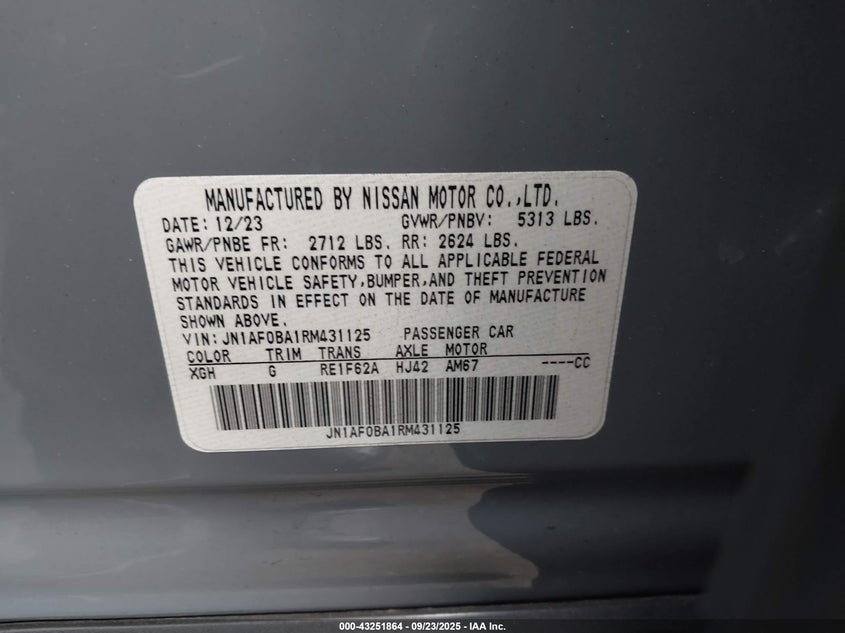 MANUFACTURED BY NISSAN MOTOR CO.,LTD.
DATE: 12/23 GVWR/PNBV: 5313 LBS.
GAWR/PNBE FR: 2712 LBS. RR: 2624 LBS.
THIS VEHICLE CONFORMS TO ALL APPLICABLE FEDERAL
MOTOR VEHICLE SAFETY,BUMPER,AND THEFT PREVENTION
STANDARDS IN EFFECT ON THE DATE OF MANUFACTURE
SHOWN ABOVE.
VIN:JN1AF0BA1RM431125 PASSENGER CAR
COLOR TRIM TRANS AXLE MOTOR
XGH G RE1F62A HJ42 AM67 ----CC
JN1AF0BA1RM431125
000-43251864 - 09/23/2025 - IAA Inc.